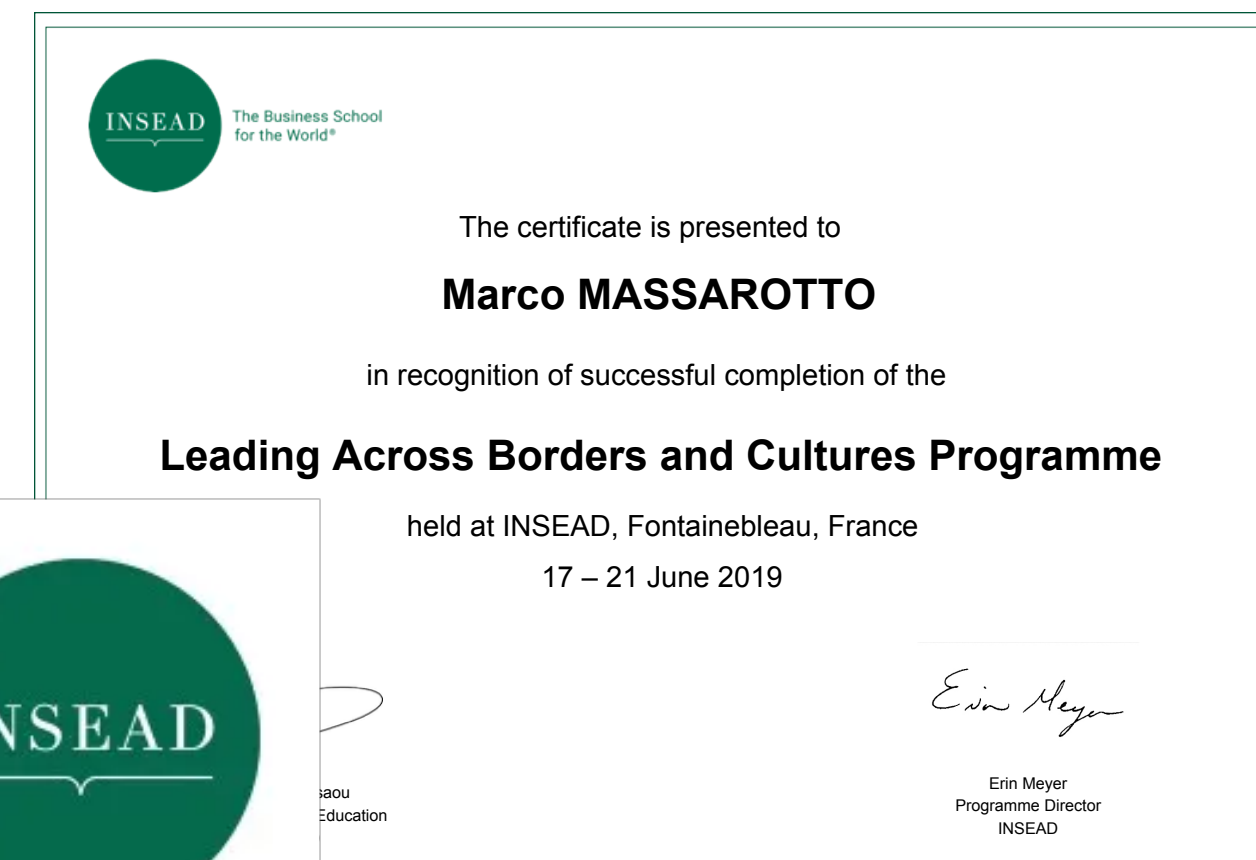 INSEAD
The Business School
for the World®
The certificate is presented to
Marco MASSAROTTO
in recognition of successful completion of the
Leading Across Borders and Cultures Programme
held at INSEAD, Fontainebleau, France
17 – 21 June 2019
NSEAD
saou
Education
Erin Meyer
Erin Meyer
Programme Director
INSEAD